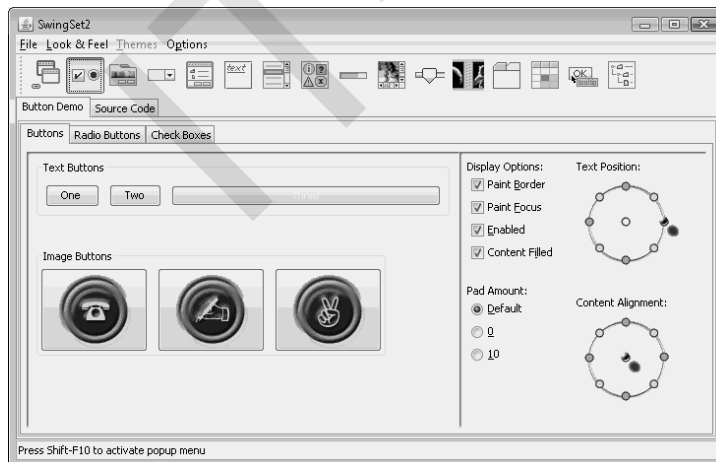 SwingSet2
File Look & Feel Themes Options
text
OK
Button Demo Source Code
Buttons Radio Buttons Check Boxes
Text Buttons
One Two Three
Image Buttons
Display Options:
Paint Border
Paint Focus
Enabled
Content Filled
Pad Amount:
Default
0
10
Text Position:
Content Alignment:
Press Shift-F10 to activate popup menu